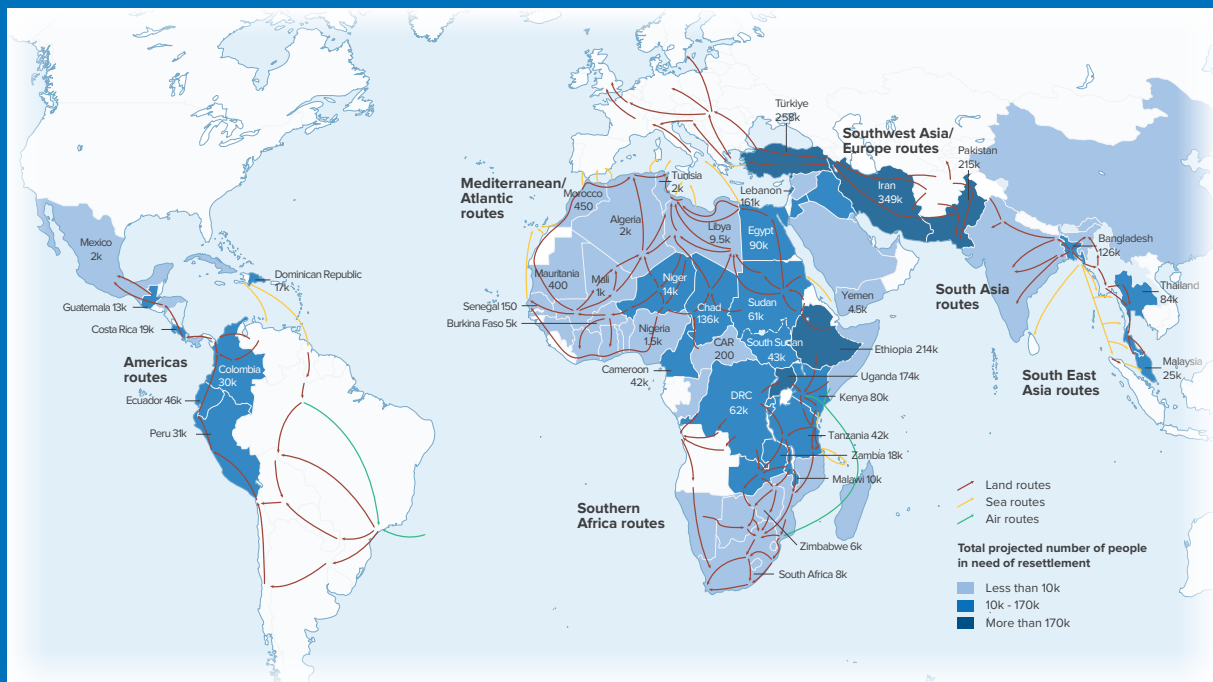 Türkiye
258k
Southwest Asia/
Europe routes
Pakistan
215k
Iran
349k
Mediterranean/
Atlantic
routes
Tunisia
2k
Morocco
450
Lebanon
161k
Algeria
2k
Libya
9.5k
Egypt
90k
Bangladesh
126k
Mexico
2k
Dominican Republic
17k
Guatemala 13k
Costa Rica 19k
Mauritania
400
Mali
1k
Niger
14k
Chad
136k
Sudan
61k
Yemen
4.5k
South Asia
routes
Thailand
84k
Senegal 150
Burkina Faso 5k
Nigeria
1.5k
CAR
200
South Sudan
43k
Ethiopia 214k
Americas
routes
Colombia
30k
Cameroon
42k
Uganda 174k
Malaysia
25k
South East
Asia routes
Ecuador 46k
Peru 31k
DRC
62k
Kenya 80k
Tanzania 42k
Zambia 18k
Malawi 10k
Southern
Africa routes
Zimbabwe 6k
South Africa 8k
Land routes
Sea routes
Air routes
Total projected number of people
in need of resettlement
Less than 10k
10k - 170k
More than 170k